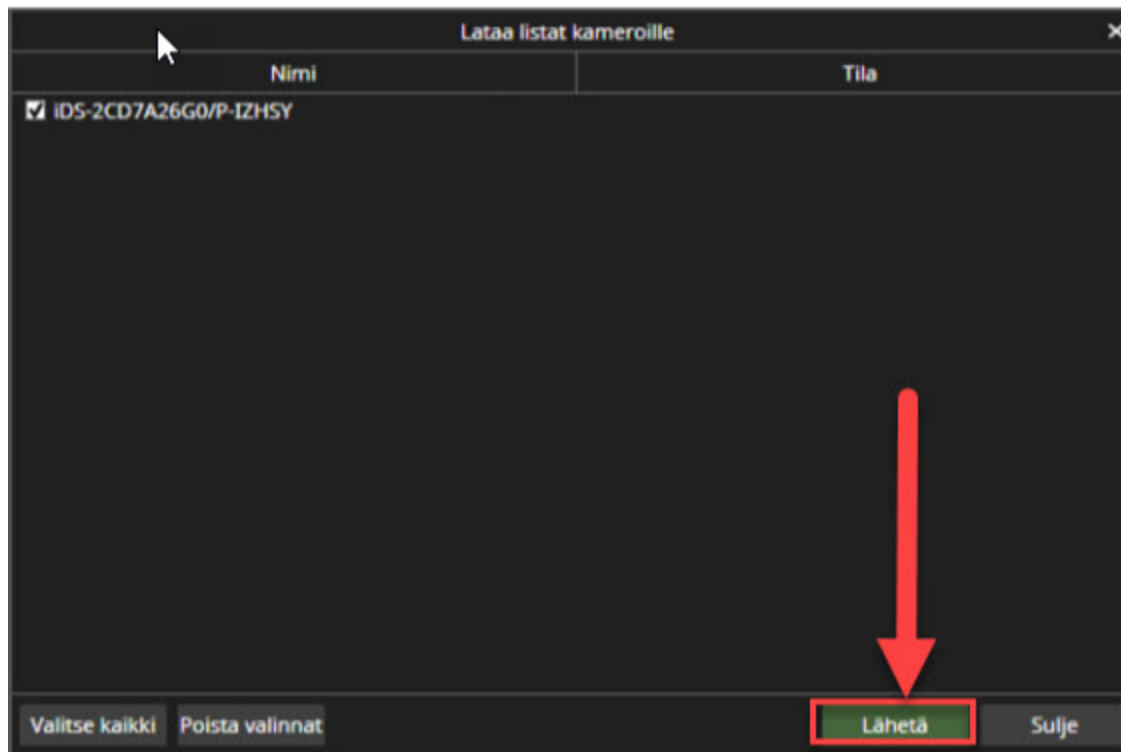 Lataa listat kameroille
Nimi Tila
iDS-2CD7A26G0/P-IZHSY
Valitse kaikki Poista valinnat Lähetä Sulje